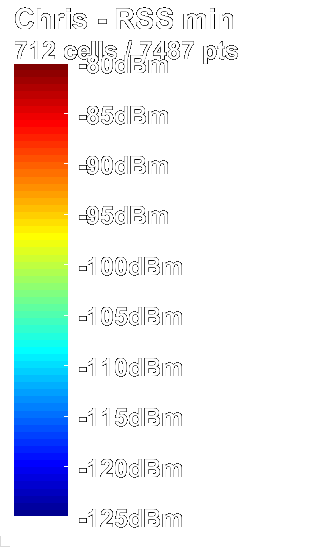 Chris - RSS min
712 cells / 7487 pts
-80dBm
-85dBm
-90dBm
-95dBm
-100dBm
-105dBm
-110dBm
-115dBm
-120dBm
-125dBm